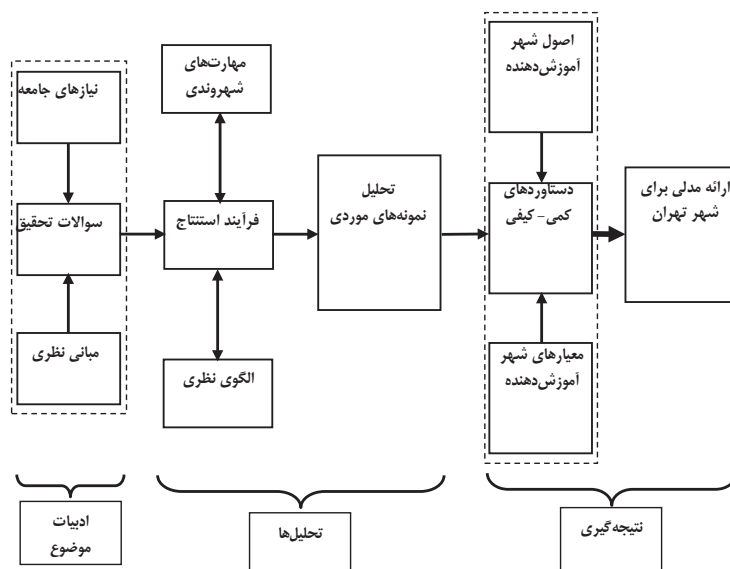 نیازهای جامعه
سوالات تحقیق
مبانی نظری
مهارت‌های
شهروندی
فرآیند استنتاج
الگوی نظری
تحلیل
نمونه‌های موردی
اصول شهر
آموزش‌دهنده
دستاوردهای
کمی- کیفی
معیارهای شهر
آموزش‌دهنده
ارائه مدلی برای
شهر تهران
ادبیات
موضوع
تحلیل‌ها
نتیجه‌گیری